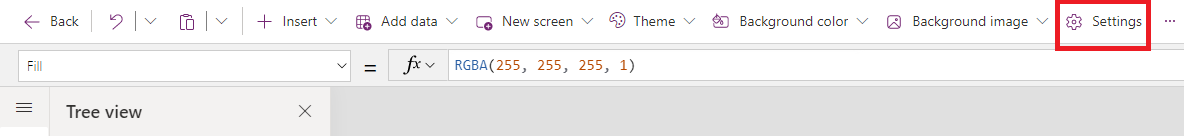 Back Insert Add data New screen Theme Background color Background image Settings ...
Fill = fx RGBA(255, 255, 255, 1)
Tree view